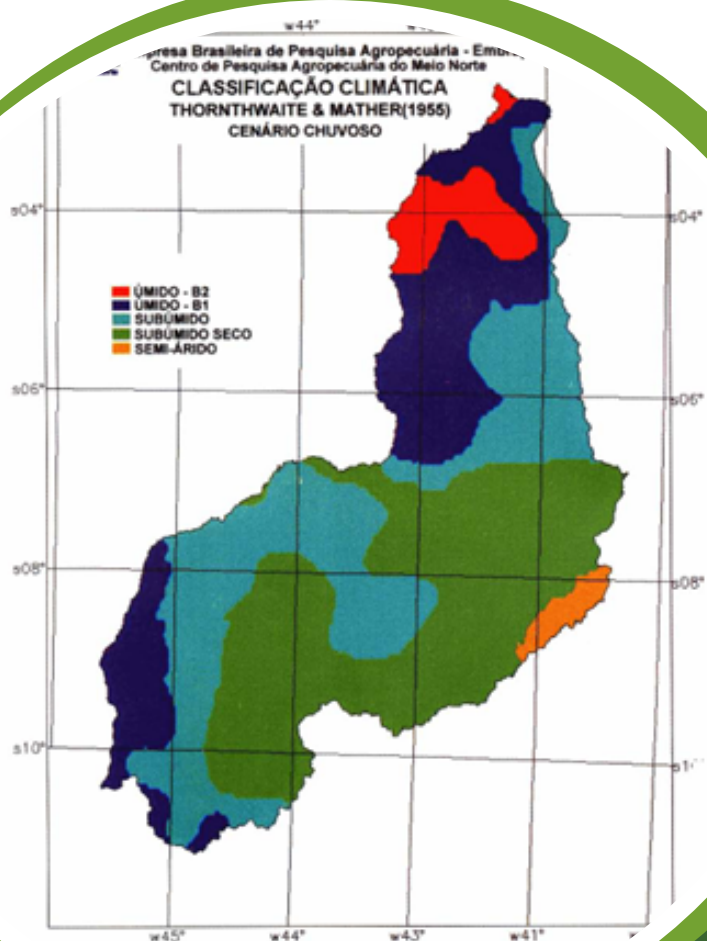 w44°
Brasileira de Pesquisa Agropecuária -
Centro de Pesquisa Agropecuária do Meio Norte
CLASSIFICAÇÃO CLIMÁTICA
THORNTHWAITE & MATHER(1955)
CENÁRIO CHUVOSO
s04° s04°
ÚMIDO - B2
ÚMIDO - B1
SUBÚMIDO
SUBÚMIDO SECO
SEMI-ÁRIDO
s06° s06°
s08° s08°
s10°
w45° w44° w43° w41°